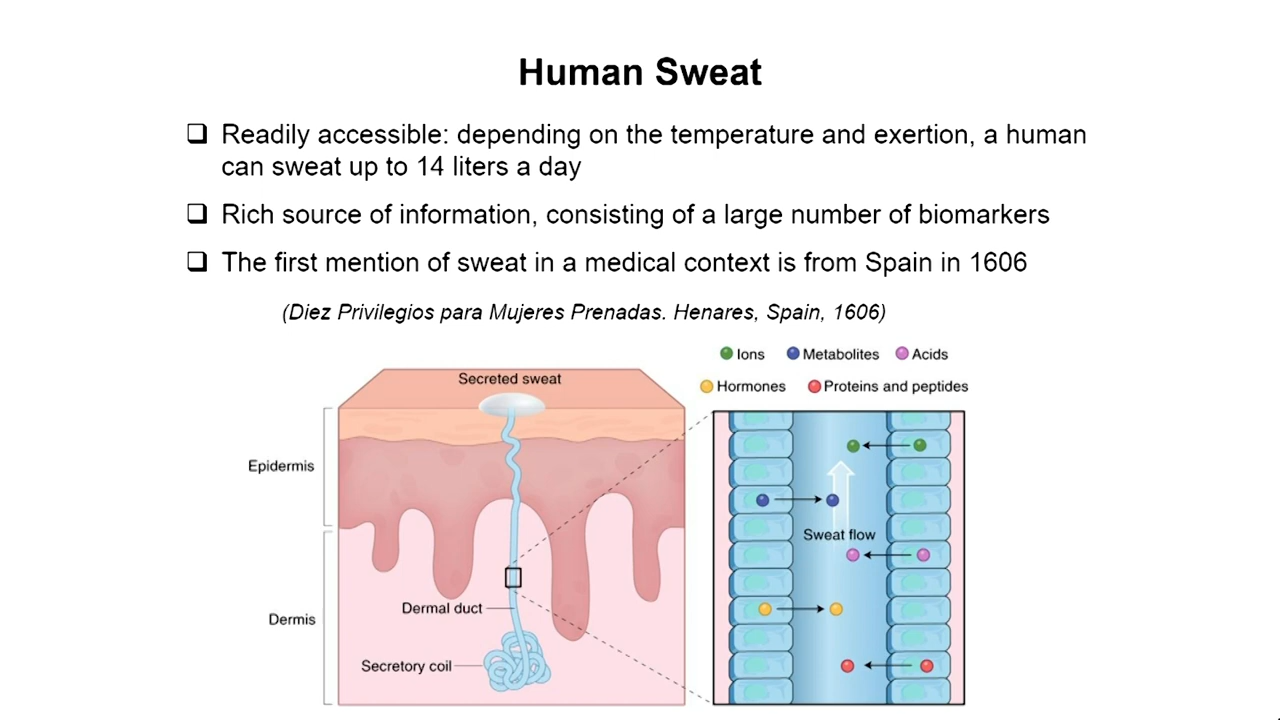 Human Sweat
Readily accessible: depending on the temperature and exertion, a human
can sweat up to 14 liters a day
Rich source of information, consisting of a large number of biomarkers
The first mention of sweat in a medical context is from Spain in 1606
(Diez Privilegios para Mujeres Prenadas. Henares, Spain, 1606)
Ions Metabolites Acids
Hormones Proteins and peptides
Secreted sweat
Epidermis
Sweat flow
Dermal duct
Dermis
Secretory coil